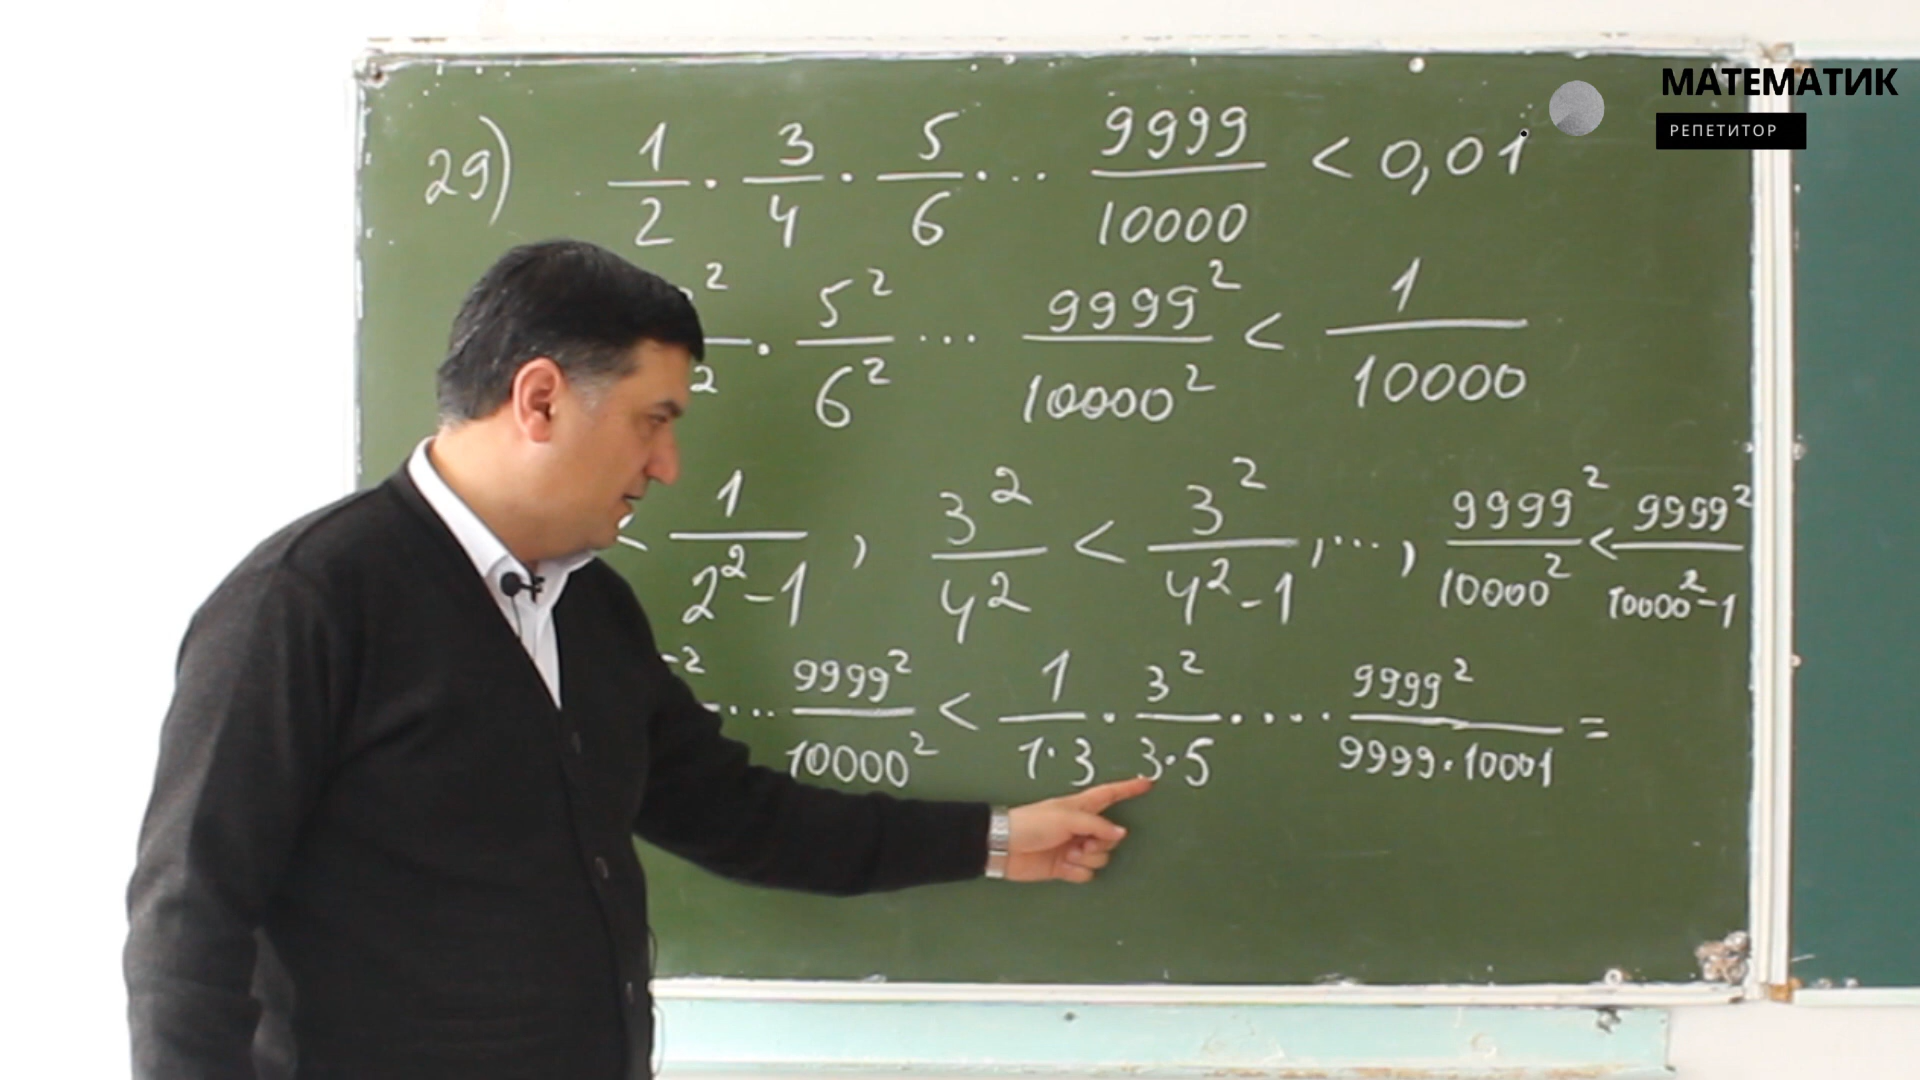 МАТЕМАТИК
РЕПЕТИТОР
29) 1/2 · 3/4 · 5/6 · ... 9999/10000 < 0,01
² · 5²/6² ... 9999²/10000² < 1/10000
< 1/2²-1 , 3²/4² < 3²/4²-1 , ... , 9999²/10000² < 9999²/10000²-1
... 9999²/10000² < 1/1·3 · 3²/3·5 · ... · 9999²/9999·10001 =